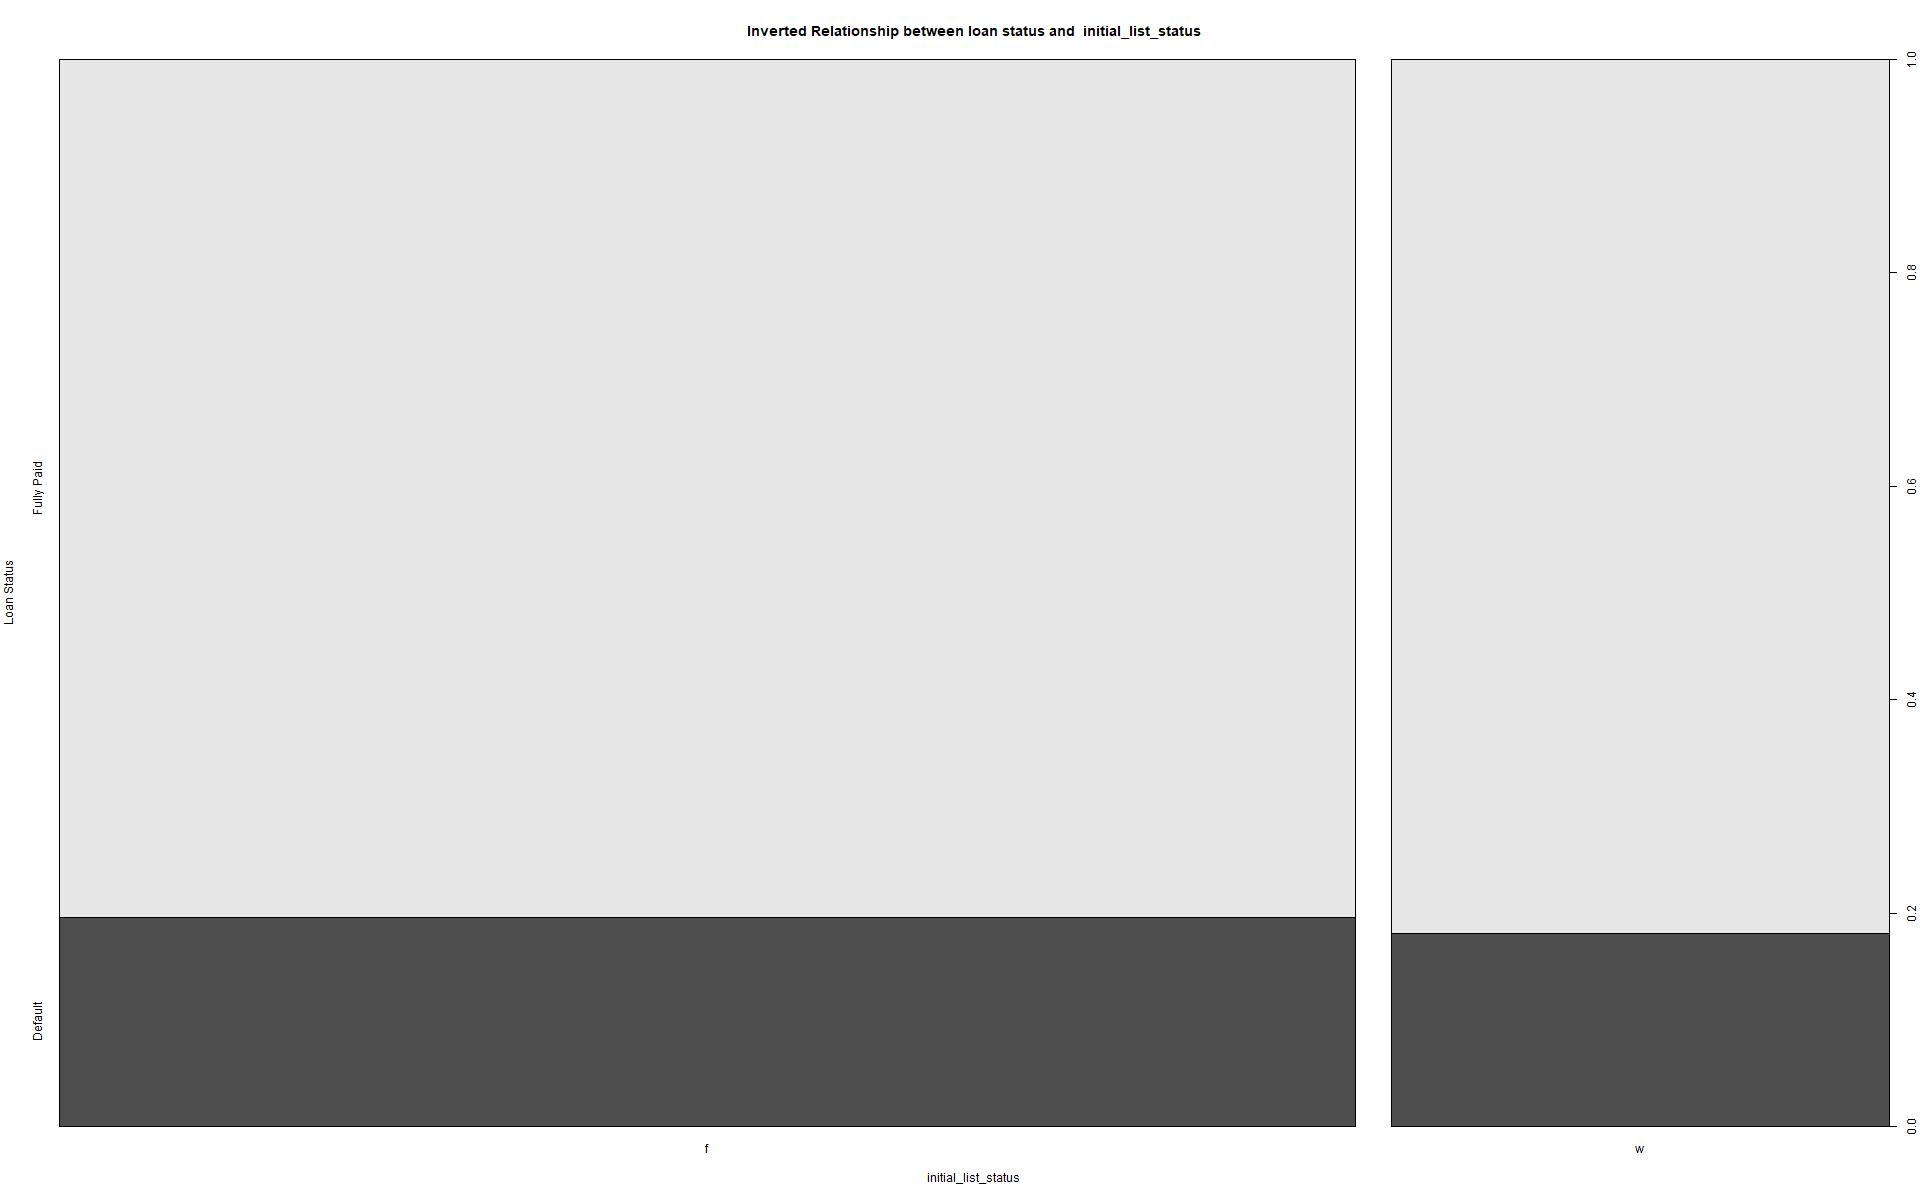 Inverted Relationship between loan status and  initial_list_status
Loan Status
Fully Paid
Default
1.0
0.8
0.6
0.4
0.2
0.0
f
w
initial_list_status